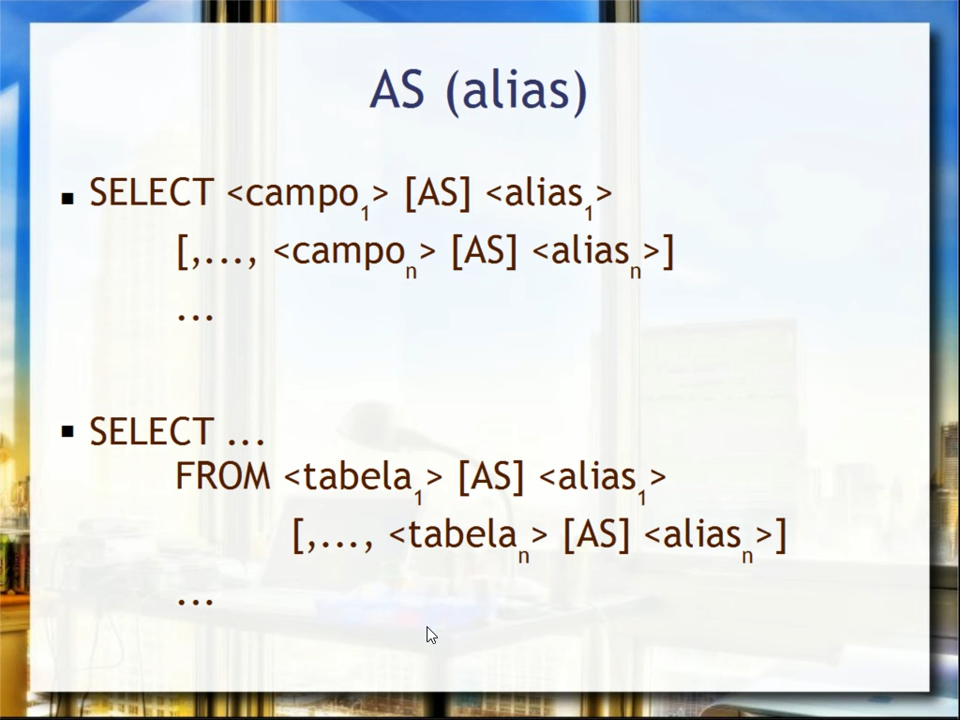 AS (alias)
SELECT <campo₁> [AS] <alias₁>
[,..., <campoₙ> [AS] <aliasₙ>]
...
SELECT ...
FROM <tabela₁> [AS] <alias₁>
[,..., <tabelaₙ> [AS] <aliasₙ>]
...